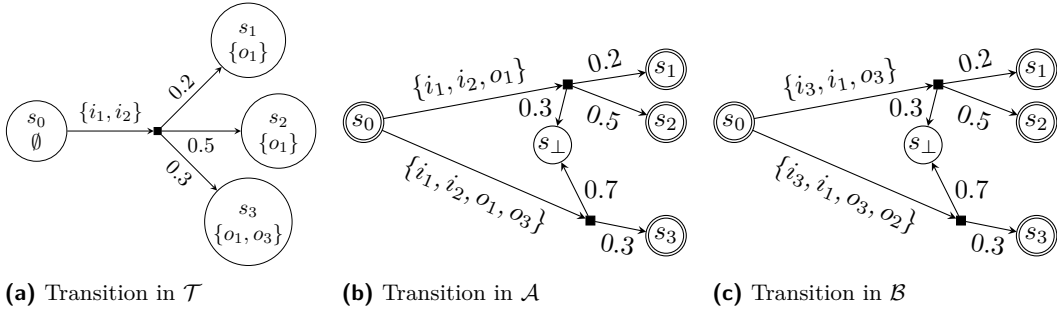 s₀
∅
{i₁, i₂}
0.2
0.5
0.3
s₁
{o₁}
s₂
{o₁}
s₃
{o₁, o₃}
(a) Transition in 𝒯
s₀
{i₁, i₂, o₁}
0.2
0.3
0.5
s₁
s₂
s⊥
{i₁, i₂, o₁, o₃}
0.7
0.3
s₃
(b) Transition in 𝒜
s₀
{i₃, i₁, o₃}
0.2
0.3
0.5
s₁
s₂
s⊥
{i₃, i₁, o₃, o₂}
0.7
0.3
s₃
(c) Transition in ℬ